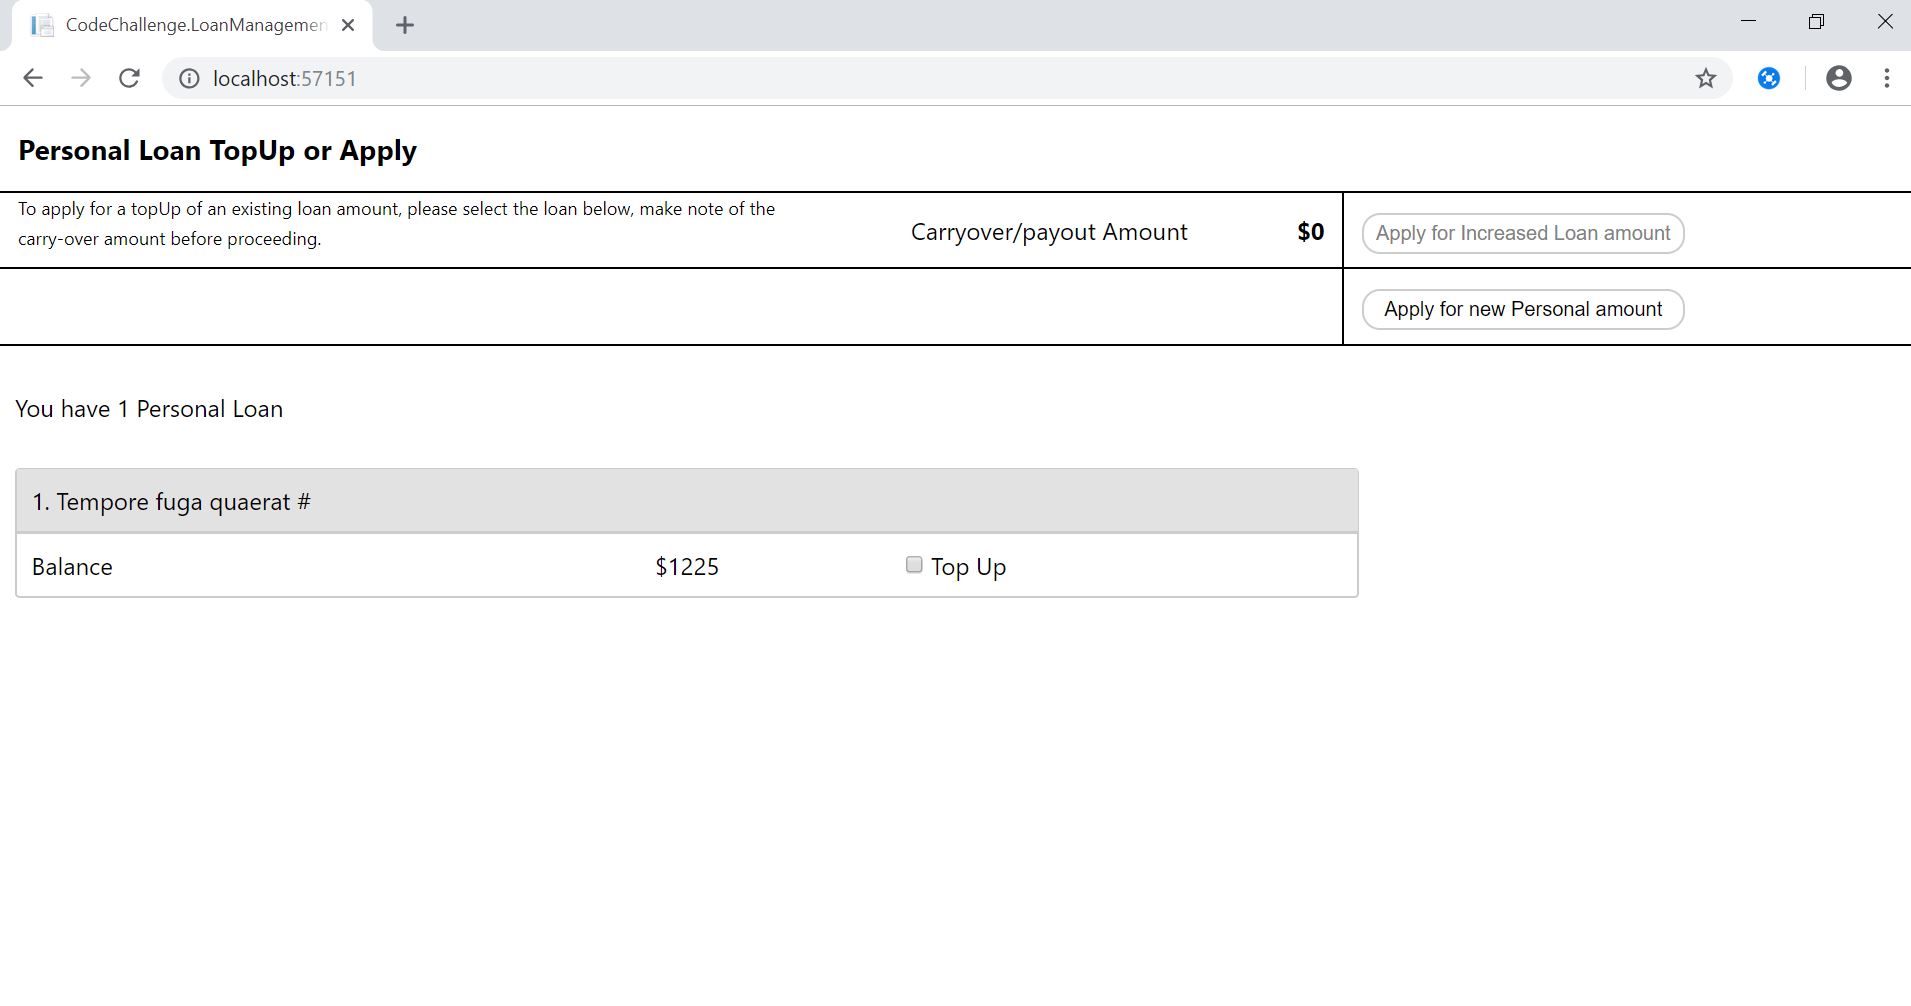 CodeChallenge.LoanManagemen
localhost:57151
Personal Loan TopUp or Apply
To apply for a topUp of an existing loan amount, please select the loan below, make note of the
carry-over amount before proceeding.
Carryover/payout Amount $0
Apply for Increased Loan amount
Apply for new Personal amount
You have 1 Personal Loan
1. Tempore fuga quaerat #
Balance $1225 Top Up